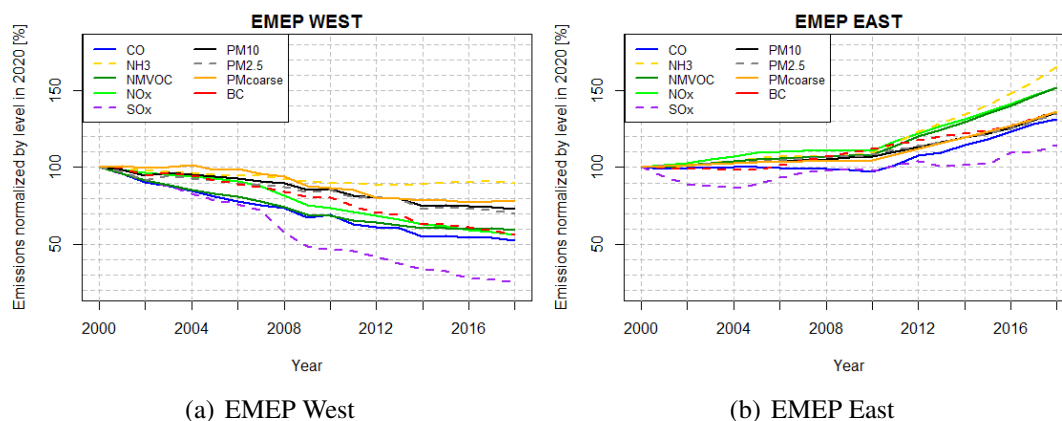 EMEP WEST
Emissions normalized by level in 2020 [%]
50 100 150
CO PM10
NH3 PM2.5
NMVOC PMcoarse
NOx BC
SOx
2000 2004 2008 2012 2016
Year
(a) EMEP West
EMEP EAST
Emissions normalized by level in 2020 [%]
50 100 150
CO PM10
NH3 PM2.5
NMVOC PMcoarse
NOx BC
SOx
2000 2004 2008 2012 2016
Year
(b) EMEP East